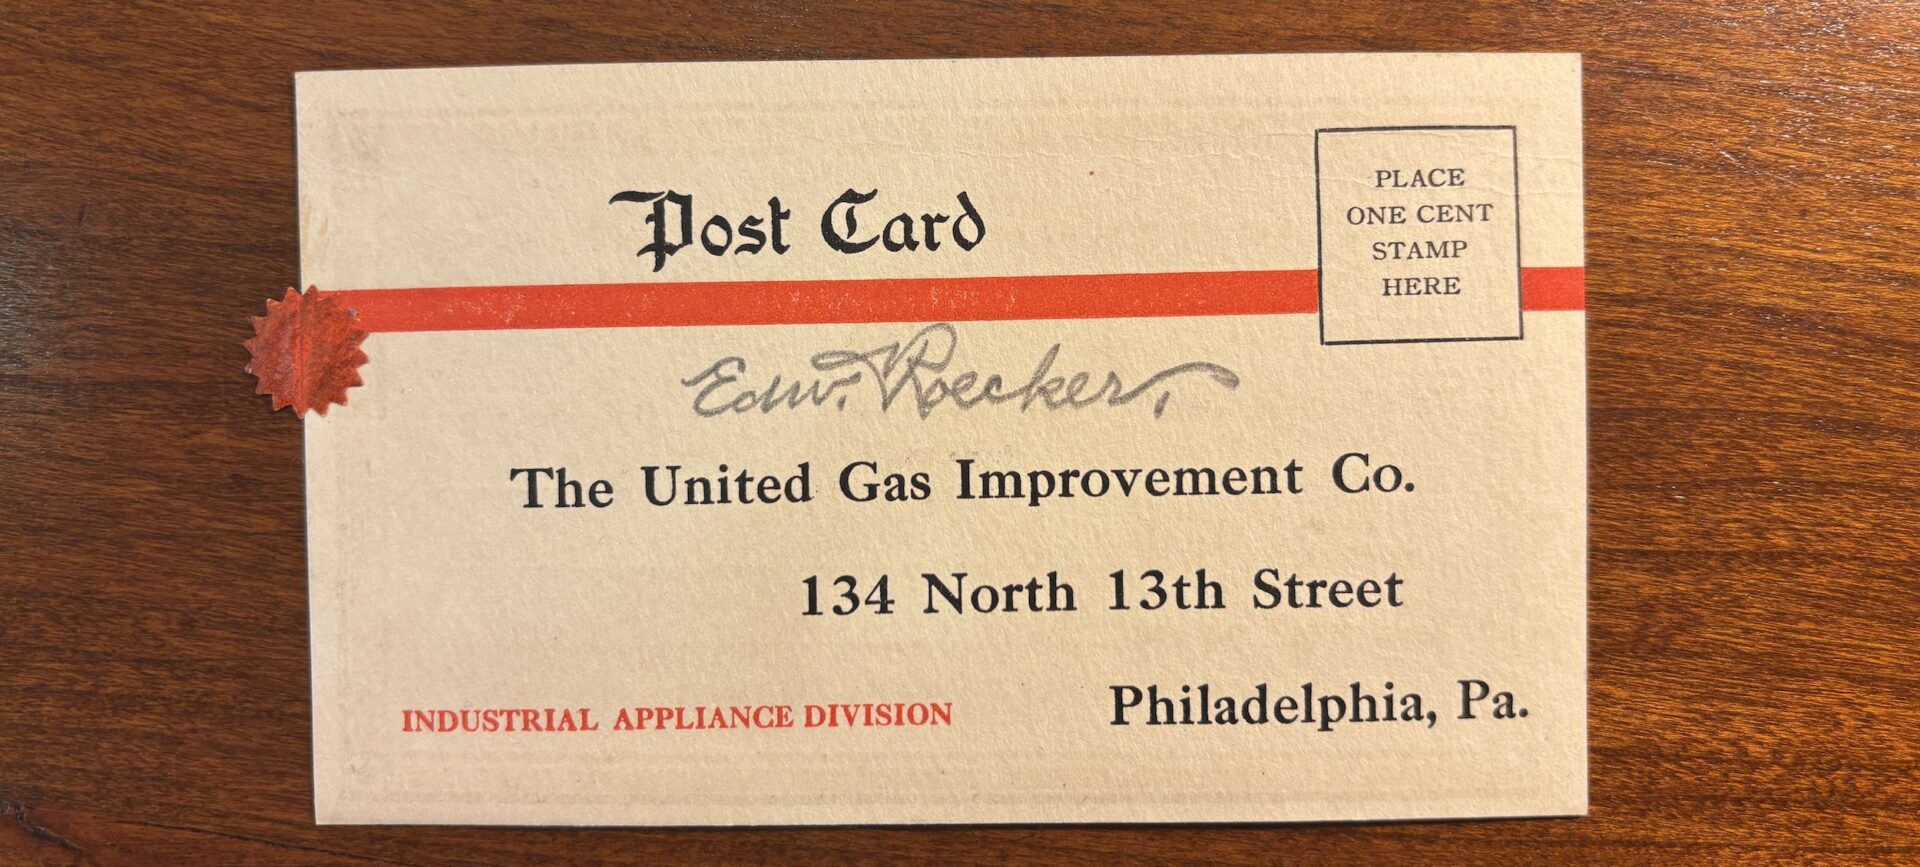 Post Card
PLACE
ONE CENT
STAMP
HERE
Edw. Roecker,
The United Gas Improvement Co.
134 North 13th Street
Philadelphia, Pa.
INDUSTRIAL APPLIANCE DIVISION